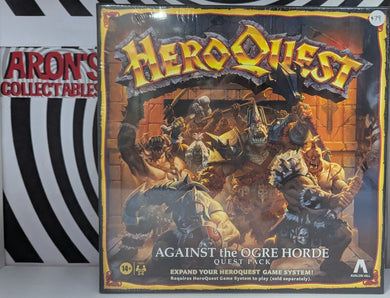 ARON'S
COLLECTABLES
HEROQUEST
AGAINST the OGRE HORDE
QUEST PACK
EXPAND YOUR HEROQUEST GAME SYSTEM!
Requires HeroQuest Game System to play (sold separately).
14+
AVALON HILL